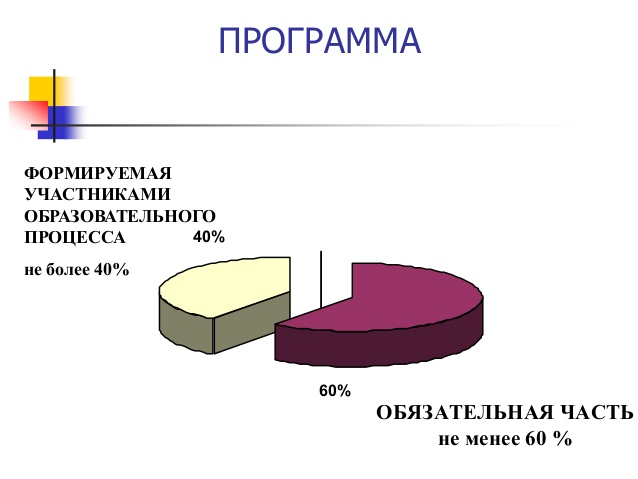 ПРОГРАММА
ФОРМИРУЕМАЯ
УЧАСТНИКАМИ
ОБРАЗОВАТЕЛЬНОГО
ПРОЦЕССА
не более 40%
40%
60%
ОБЯЗАТЕЛЬНАЯ ЧАСТЬ
не менее 60 %